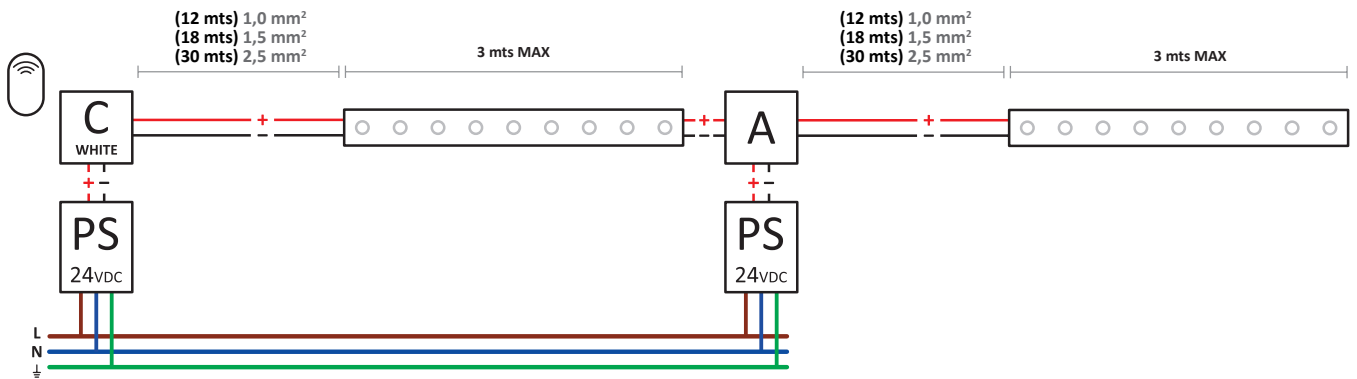 (12 mts) 1,0 mm²
(18 mts) 1,5 mm²
(30 mts) 2,5 mm²
3 mts MAX
(12 mts) 1,0 mm²
(18 mts) 1,5 mm²
(30 mts) 2,5 mm²
3 mts MAX
C
WHITE
+
–
+
–
A
+
–
+ –
PS
24VDC
+ –
PS
24VDC
L
N